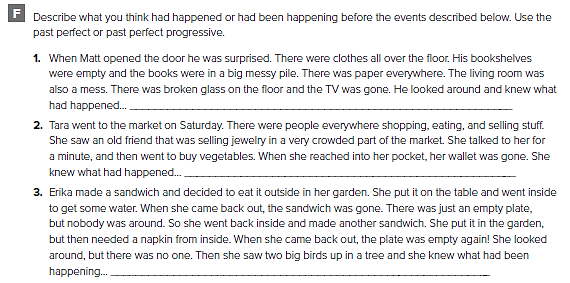 F Describe what you think had happened or had been happening before the events described below. Use the
past perfect or past perfect progressive.
1. When Matt opened the door he was surprised. There were clothes all over the floor. His bookshelves
were empty and the books were in a big messy pile. There was paper everywhere. The living room was
also a mess. There was broken glass on the floor and the TV was gone. He looked around and knew what
had happened...
2. Tara went to the market on Saturday. There were people everywhere shopping, eating, and selling stuff.
She saw an old friend that was selling jewelry in a very crowded part of the market. She talked to her for
a minute, and then went to buy vegetables. When she reached into her pocket, her wallet was gone. She
knew what had happened...
3. Erika made a sandwich and decided to eat it outside in her garden. She put it on the table and went inside
to get some water. When she came back out, the sandwich was gone. There was just an empty plate,
but nobody was around. So she went back inside and made another sandwich. She put it in the garden,
but then needed a napkin from inside. When she came back out, the plate was empty again! She looked
around, but there was no one. Then she saw two big birds up in a tree and she knew what had been
happening...